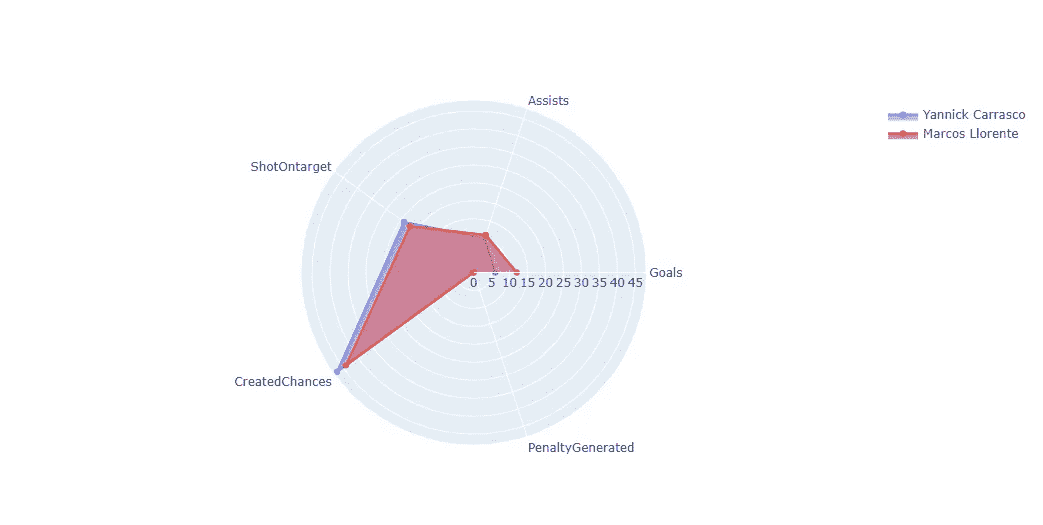 Assists
Yannick Carrasco
Marcos Llorente
ShotOntarget
Goals
0 5 10 15 20 25 30 35 40 45
CreatedChances
PenaltyGenerated